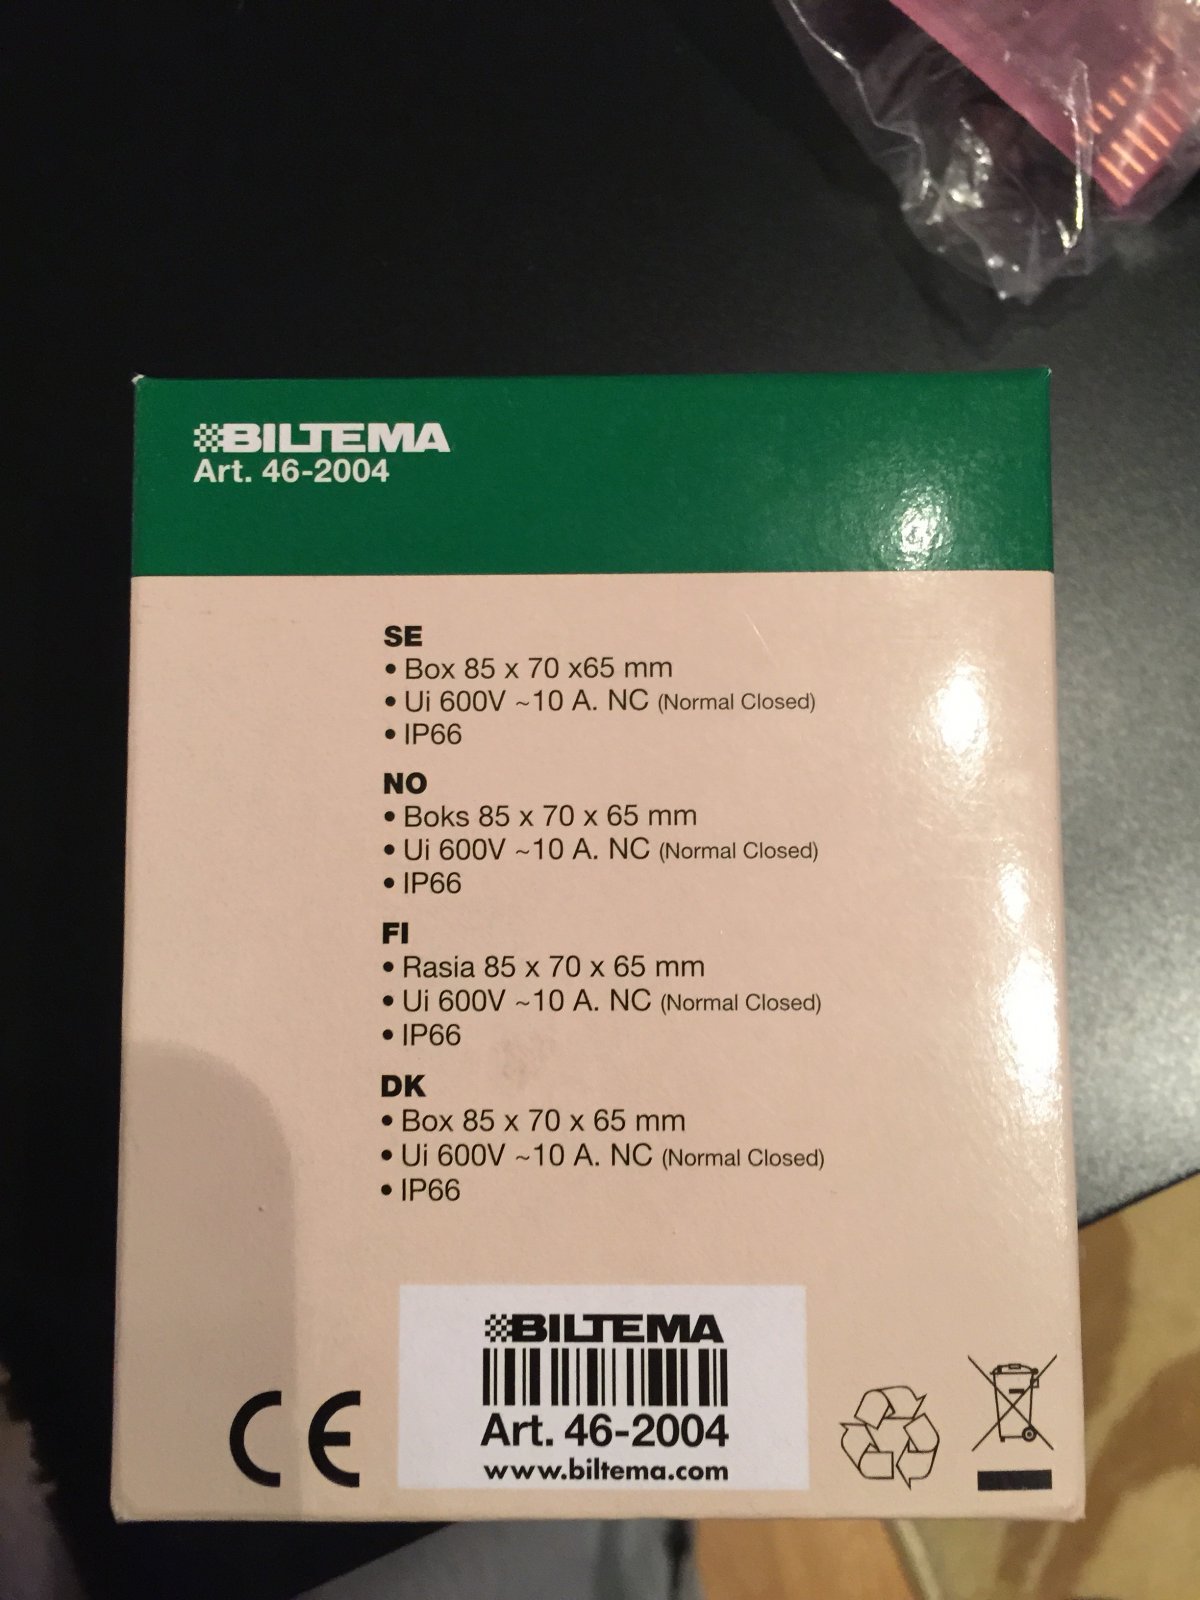 BILTEMA
Art. 46-2004
SE
• Box 85 x 70 x65 mm
• Ui 600V ~10 A. NC (Normal Closed)
• IP66
NO
• Boks 85 x 70 x 65 mm
• Ui 600V ~10 A. NC (Normal Closed)
• IP66
FI
• Rasia 85 x 70 x 65 mm
• Ui 600V ~10 A. NC (Normal Closed)
• IP66
DK
• Box 85 x 70 x 65 mm
• Ui 600V ~10 A. NC (Normal Closed)
• IP66
BILTEMA
Art. 46-2004
www.biltema.com
CE